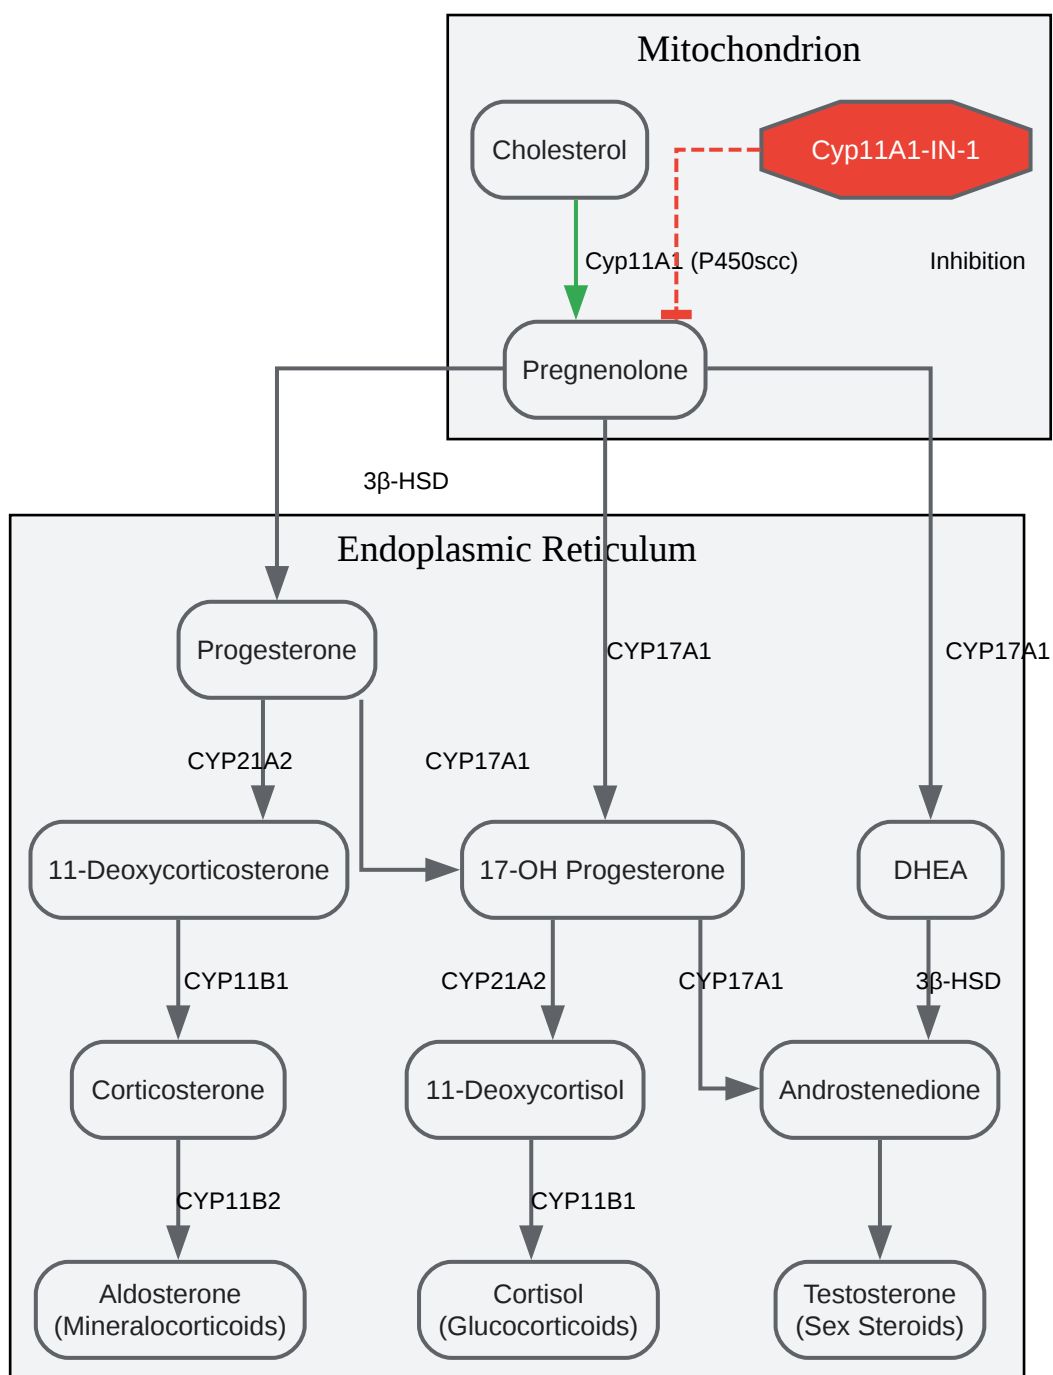 Mitochondrion
Cholesterol
Cyp11A1-IN-1
Cyp11A1 (P450scc)
Inhibition
Pregnenolone
3β-HSD
Endoplasmic Reticulum
Progesterone
CYP17A1
CYP17A1
CYP21A2
CYP17A1
11-Deoxycorticosterone
17-OH Progesterone
DHEA
CYP11B1
CYP21A2
CYP17A1
3β-HSD
Corticosterone
11-Deoxycortisol
Androstenedione
CYP11B2
CYP11B1
Aldosterone
(Mineralocorticoids)
Cortisol
(Glucocorticoids)
Testosterone
(Sex Steroids)